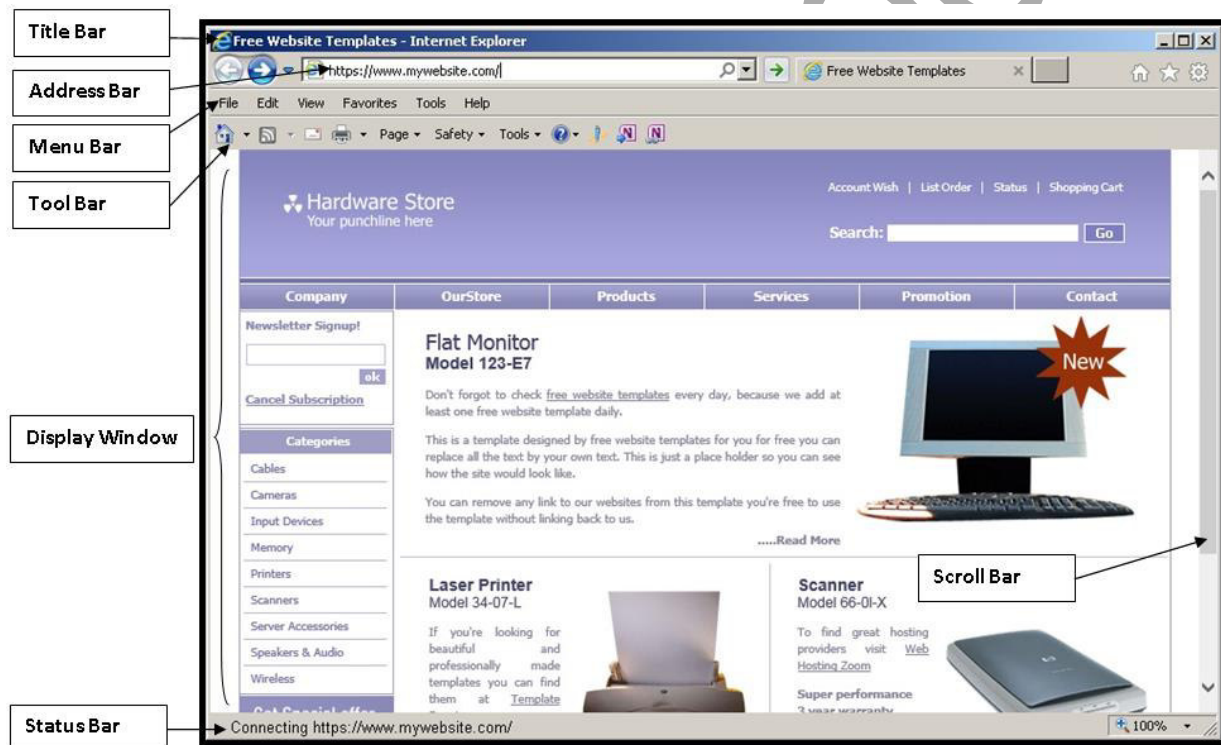 Title Bar
Address Bar
Menu Bar
Tool Bar
Display Window
Status Bar
Scroll Bar
Free Website Templates - Internet Explorer
https://www.mywebsite.com/
Free Website Templates
File Edit View Favorites Tools Help
Page Safety Tools
Hardware Store
Your punchline here
Account Wish | List Order | Status | Shopping Cart
Search: Go
Company OurStore Products Services Promotion Contact
Newsletter Signup!
ok
Cancel Subscription
Categories
Cables
Cameras
Input Devices
Memory
Printers
Scanners
Server Accessories
Speakers & Audio
Wireless
Get Special offer
Flat Monitor
Model 123-E7
Don't forgot to check free website templates every day, because we add at
least one free website template daily.
This is a template designed by free website templates for you for free you can
replace all the text by your own text. This is just a place holder so you can see
how the site would look like.
You can remove any link to our websites from this template you're free to use
the template without linking back to us.
.....Read More
New
Laser Printer
Model 34-07-L
If you're looking for
beautiful and
professionally made
templates you can find
them at Template
Scanner
Model 66-0I-X
To find great hosting
providers visit Web
Hosting Zoom
Super performance
3 year warranty
Connecting https://www.mywebsite.com/
100%